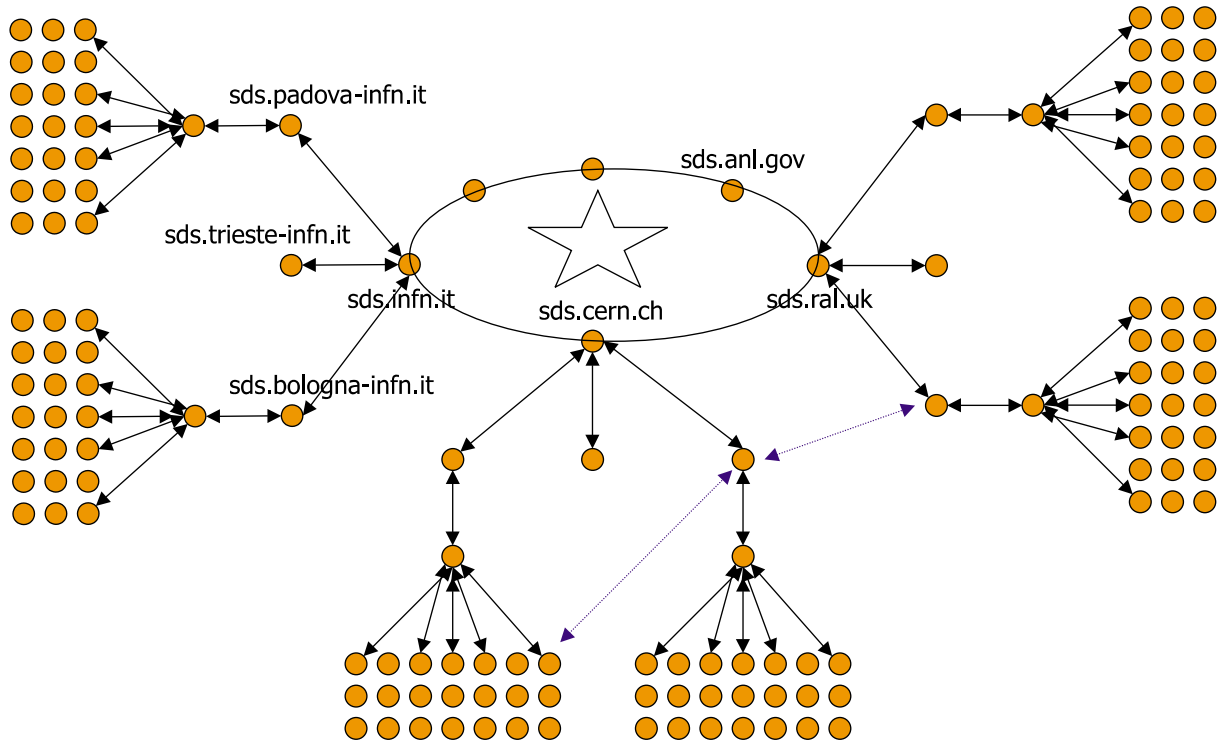 sds.padova-infn.it
sds.anl.gov
sds.trieste-infn.it
sds.infn.it
sds.cern.ch
sds.ral.uk
sds.bologna-infn.it